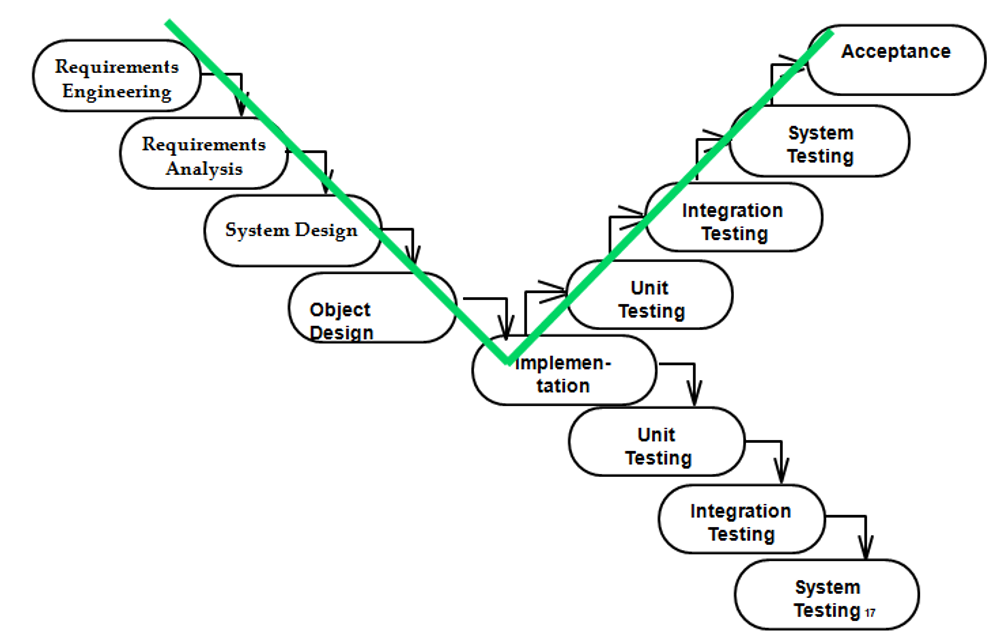 Requirements
Engineering
Requirements
Analysis
System Design
Object
Design
Implemen-
tation
Unit
Testing
Integration
Testing
System
Testing
Acceptance
Unit
Testing
Integration
Testing
System
Testing 17